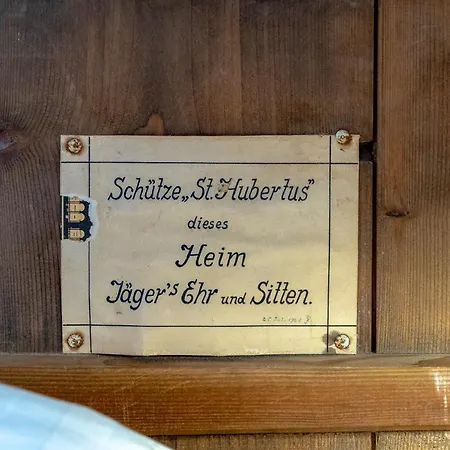 Schütze „St. Hubertus"
dieses
Heim
Jäger's Ehr und Sitten.